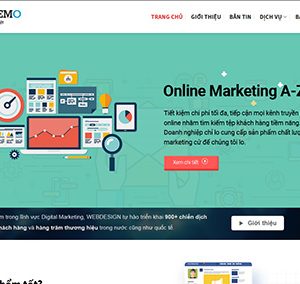 EMO
TRANG CHỦ GIỚI THIỆU BẢN TIN DỊCH VỤ
Online Marketing A-Z
Tiết kiệm chi phí tối đa, tiếp cận mọi kênh truyền
online nhằm tìm kiếm tệp khách hàng tiềm năng.
Doanh nghiệp chỉ lo cung cấp sản phẩm chất lượng
marketing cứ để chúng tôi lo.
Xem chi tiết
m trong lĩnh vực Digital Marketing, WEBDESIGN tự hào triển khai 900+ chiến dịch
khách hàng và hàng trăm thương hiệu trong nước cũng như quốc tế.
Giới thiệu